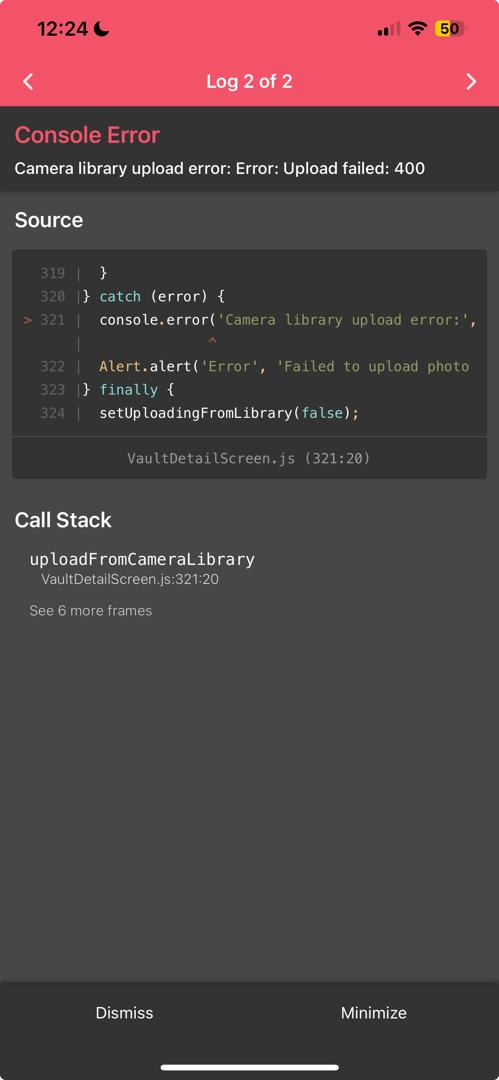 12:24
50
Log 2 of 2
Console Error
Camera library upload error: Error: Upload failed: 400
Source
319 |   }
320 |} catch (error) {
> 321 |   console.error('Camera library upload error:',
|                ^
322 |   Alert.alert('Error', 'Failed to upload photo
323 |} finally {
324 |   setUploadingFromLibrary(false);
VaultDetailScreen.js (321:20)
Call Stack
uploadFromCameraLibrary
VaultDetailScreen.js:321:20
See 6 more frames
Dismiss
Minimize